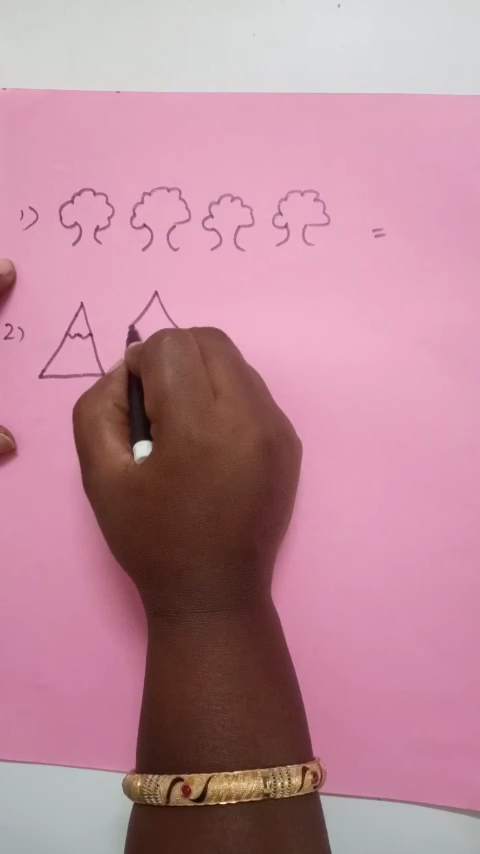 1) =
2)